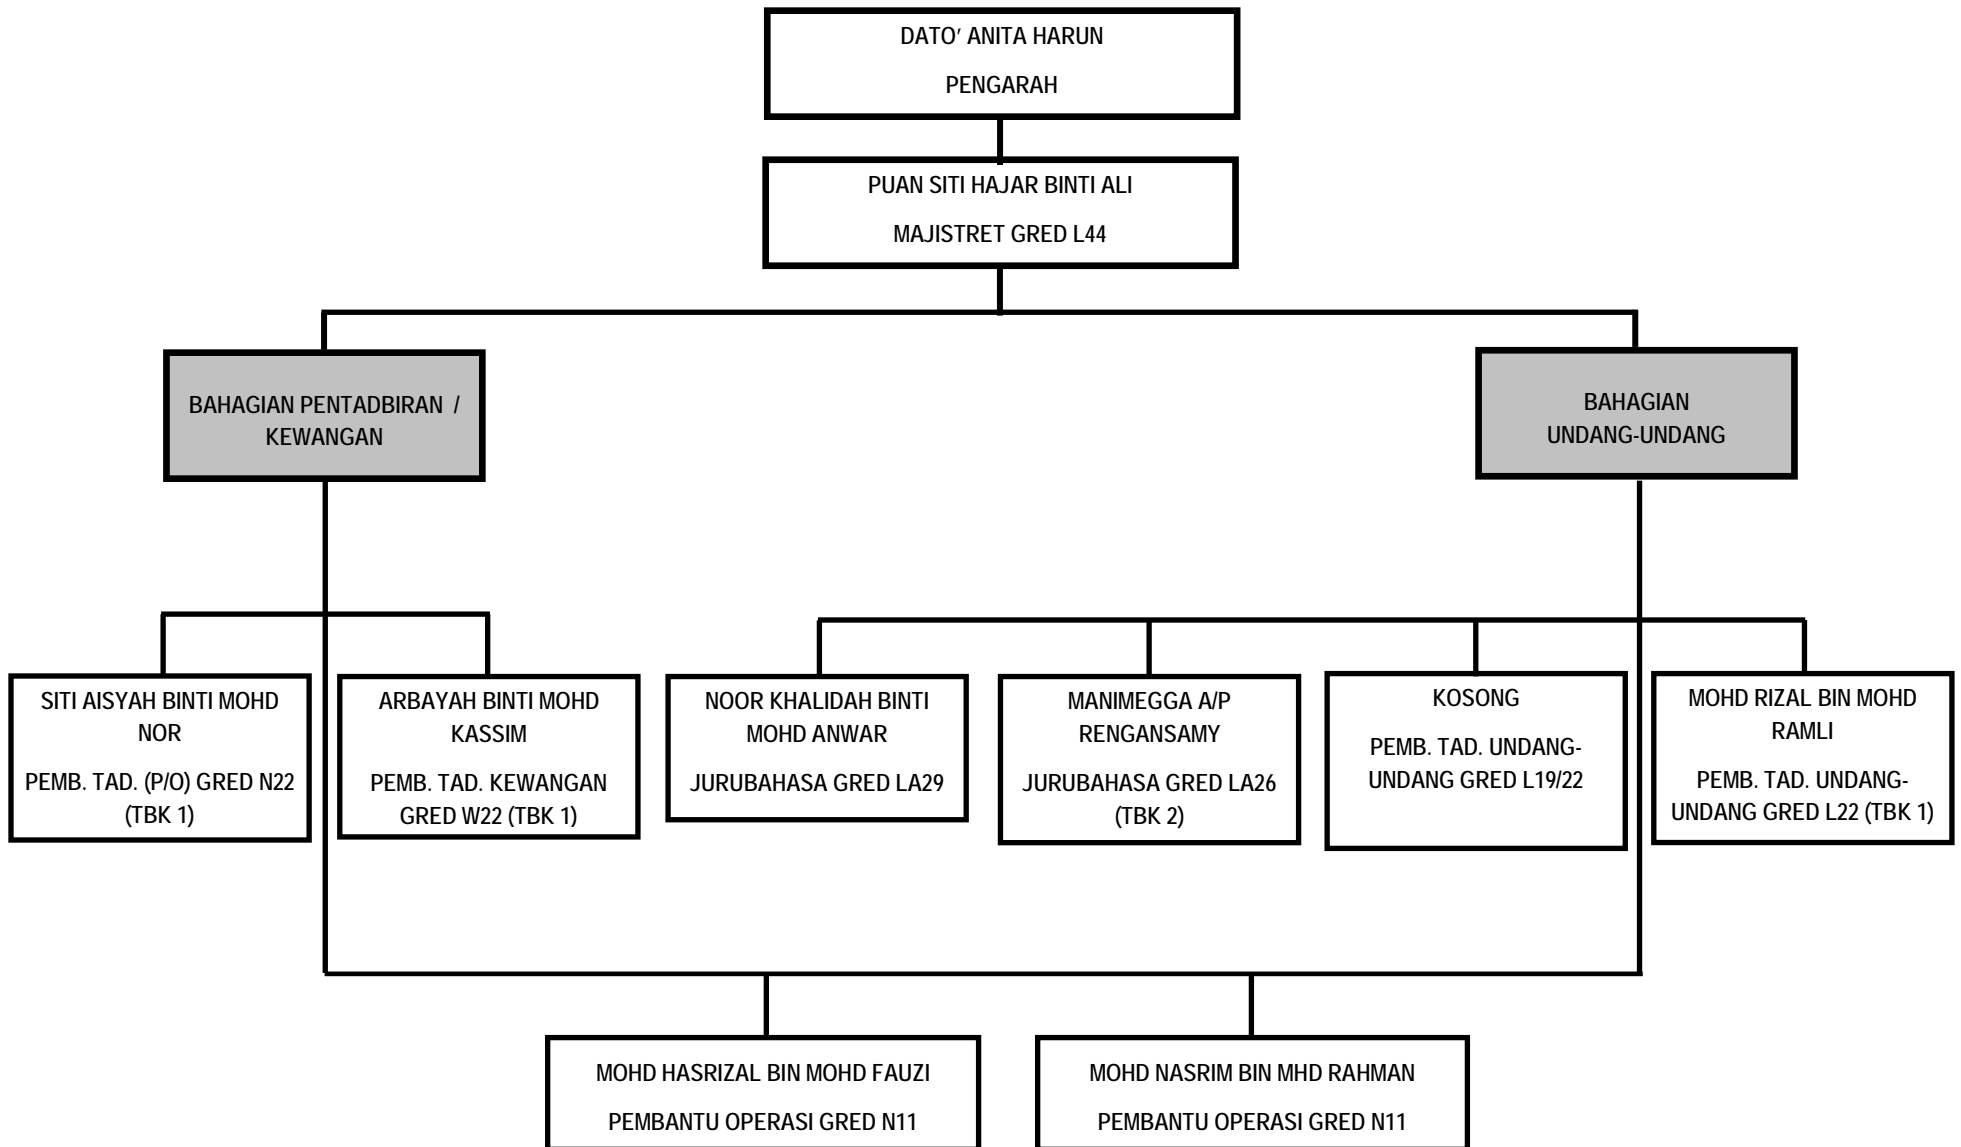 DATO’ ANITA HARUN
PENGARAH
PUAN SITI HAJAR BINTI ALI
MAJISTRET GRED L44
BAHAGIAN PENTADBIRAN /
KEWANGAN
BAHAGIAN
UNDANG-UNDANG
SITI AISYAH BINTI MOHD
NOR
PEMB. TAD. (P/O) GRED N22
(TBK 1)
ARBAYAH BINTI MOHD
KASSIM
PEMB. TAD. KEWANGAN
GRED W22 (TBK 1)
NOOR KHALIDAH BINTI
MOHD ANWAR
JURUBAHASA GRED LA29
MANIMEGGA A/P
RENGANSAMY
JURUBAHASA GRED LA26
(TBK 2)
KOSONG
PEMB. TAD. UNDANG-
UNDANG GRED L19/22
MOHD RIZAL BIN MOHD
RAMLI
PEMB. TAD. UNDANG-
UNDANG GRED L22 (TBK 1)
MOHD HASRIZAL BIN MOHD FAUZI
PEMBANTU OPERASI GRED N11
MOHD NASRIM BIN MHD RAHMAN
PEMBANTU OPERASI GRED N11